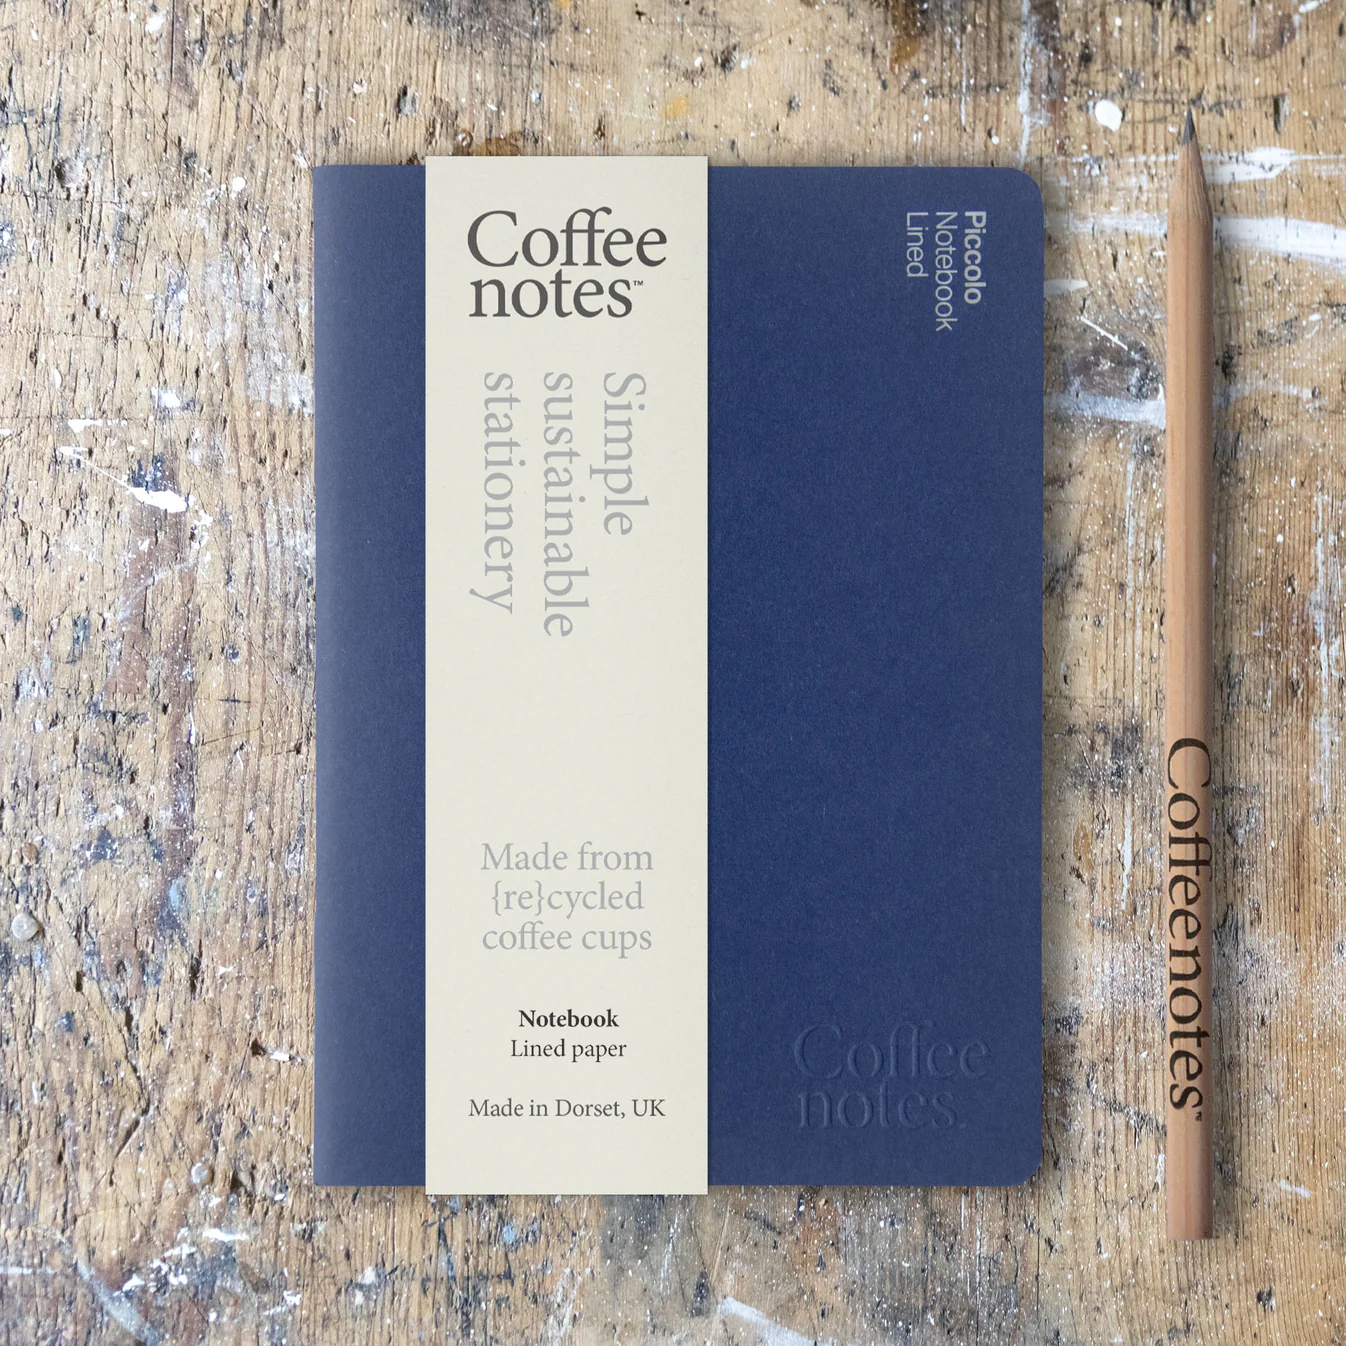 Coffee
notes™
Simple
sustainable
stationery
Made from
{re}cycled
coffee cups
Notebook
Lined paper
Made in Dorset, UK
Piccolo
Notebook
Lined
Coffee
notes™
Coffeenotes™